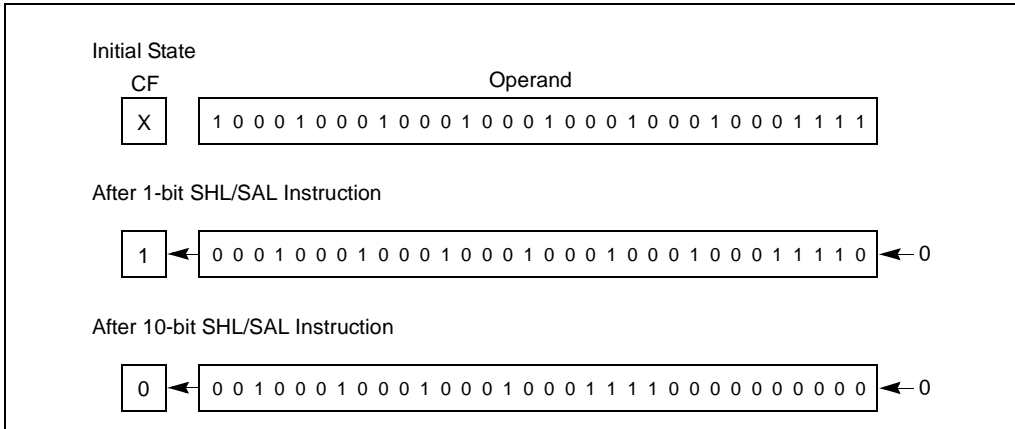 Initial State
CF Operand
X 1 0 0 0 1 0 0 0 1 0 0 0 1 0 0 0 1 0 0 0 1 0 0 0 1 0 0 0 1 1 1 1
After 1-bit SHL/SAL Instruction
1 0 0 0 1 0 0 0 1 0 0 0 1 0 0 0 1 0 0 0 1 0 0 0 1 0 0 0 1 1 1 1 0 0
After 10-bit SHL/SAL Instruction
0 0 0 1 0 0 0 1 0 0 0 1 0 0 0 1 0 0 0 1 1 1 1 0 0 0 0 0 0 0 0 0 0 0